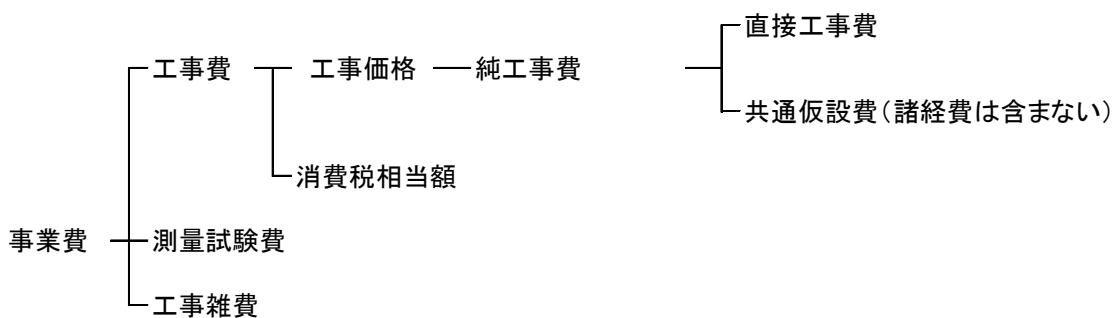 直接工事費
工事費 工事価格 純工事費
共通仮設費(諸経費は含まない)
消費税相当額
事業費 測量試験費
工事雑費